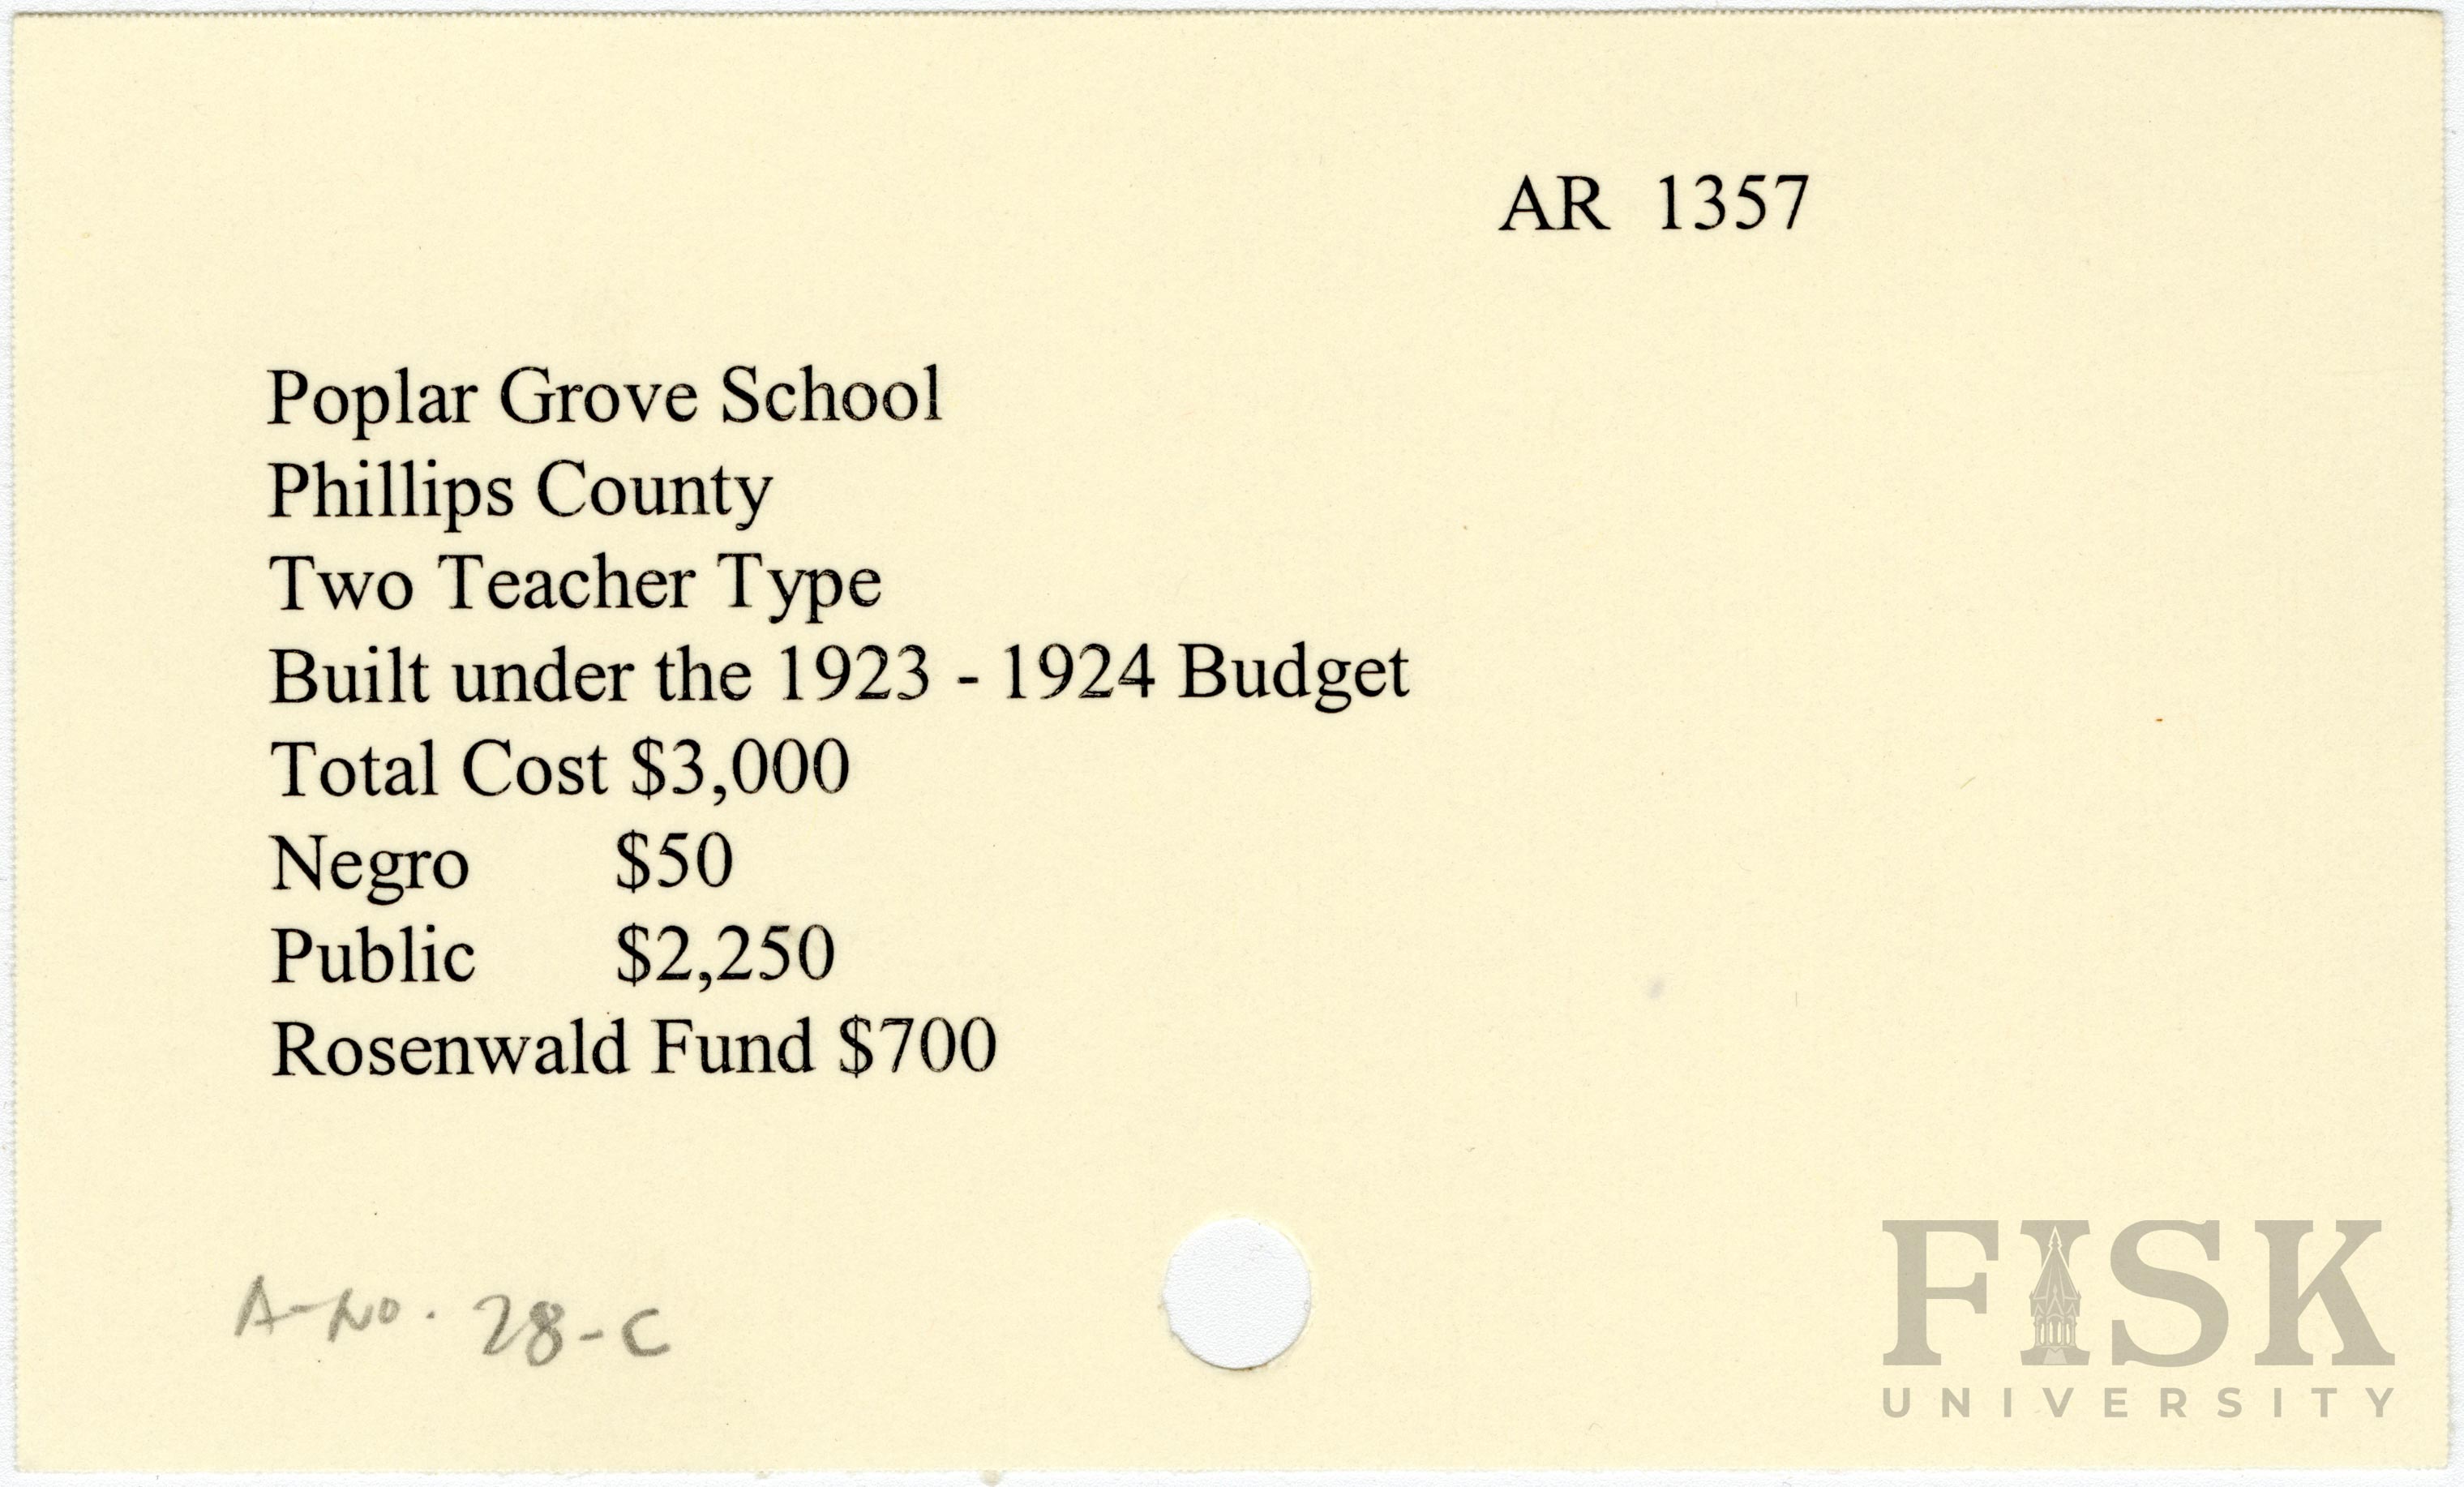 AR 1357
Poplar Grove School
Phillips County
Two Teacher Type
Built under the 1923 - 1924 Budget
Total Cost $3,000
Negro $50
Public $2,250
Rosenwald Fund $700
A-No. 28-C
FISK
UNIVERSITY